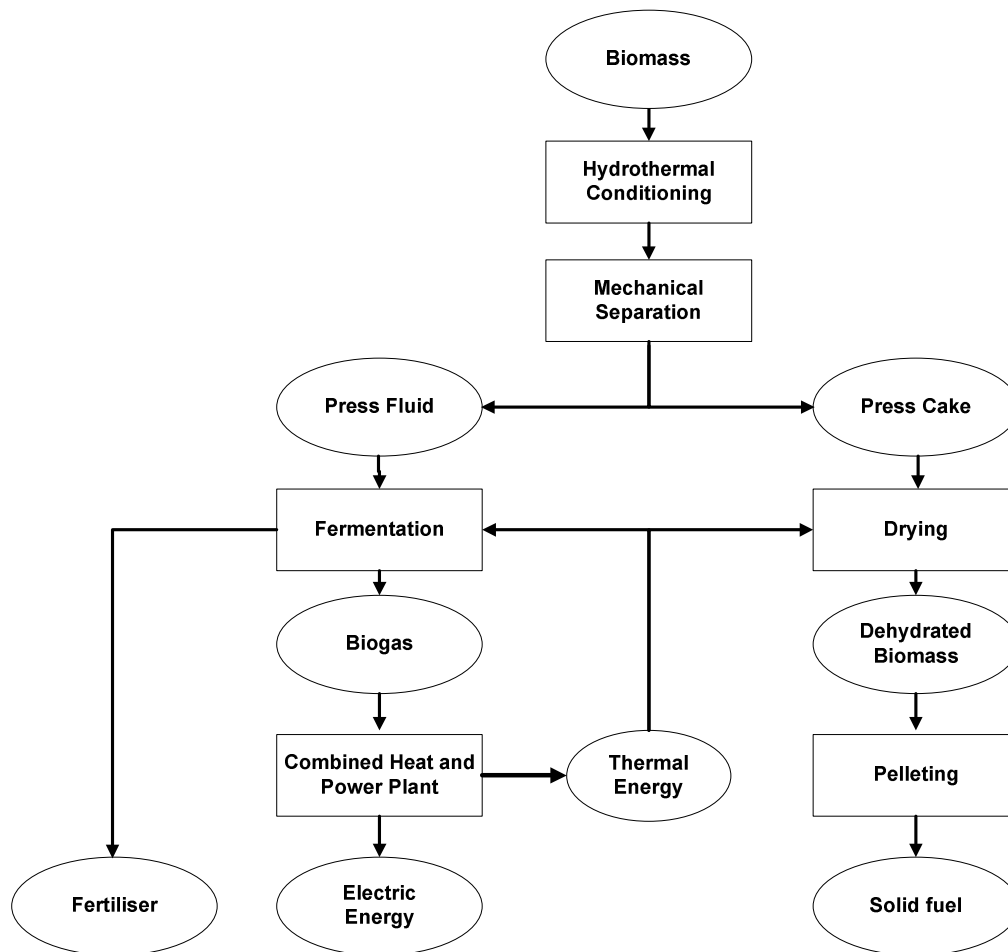 Biomass
Hydrothermal
Conditioning
Mechanical
Separation
Press Fluid
Press Cake
Fermentation
Drying
Biogas
Dehydrated
Biomass
Combined Heat and
Power Plant
Thermal
Energy
Pelleting
Fertiliser
Electric
Energy
Solid fuel